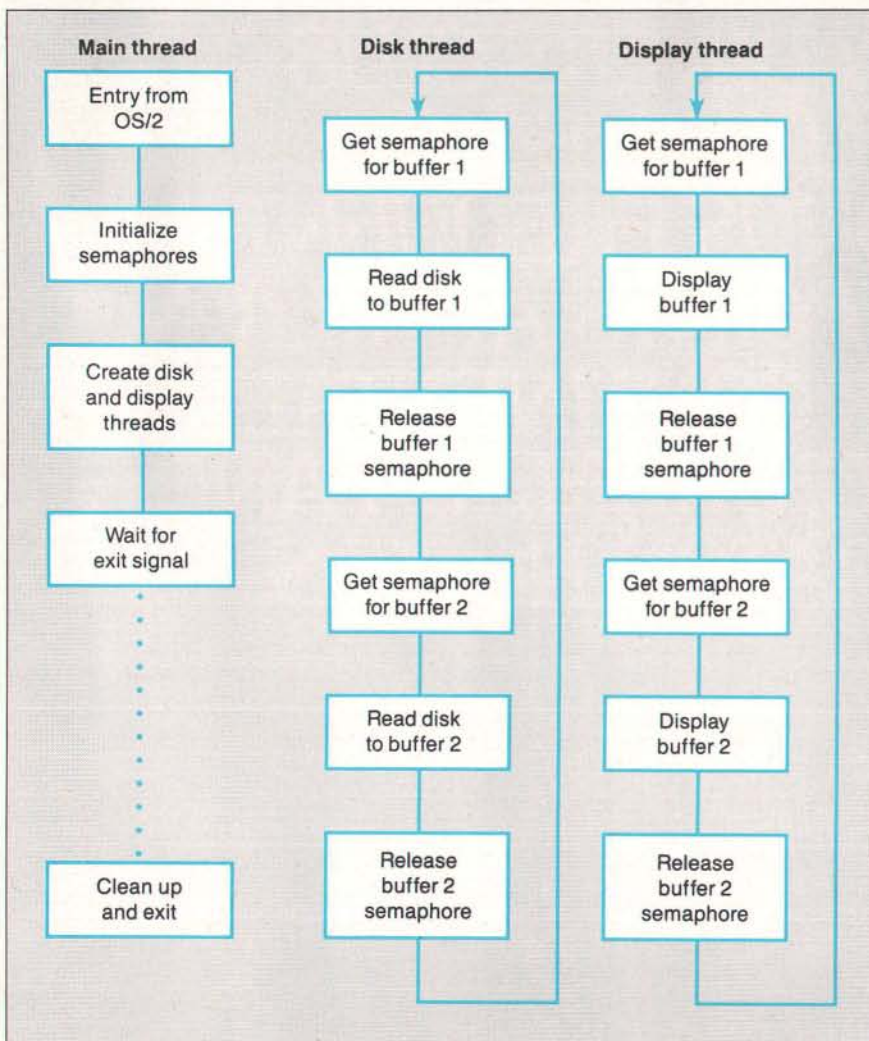 Main thread
Entry from
OS/2
Initialize
semaphores
Create disk
and display
threads
Wait for
exit signal
Clean up
and exit
Disk thread
Get semaphore
for buffer 1
Read disk
to buffer 1
Release
buffer 1
semaphore
Get semaphore
for buffer 2
Read disk
to buffer 2
Release
buffer 2
semaphore
Display thread
Get semaphore
for buffer 1
Display
buffer 1
Release
buffer 1
semaphore
Get semaphore
for buffer 2
Display
buffer 2
Release
buffer 2
semaphore